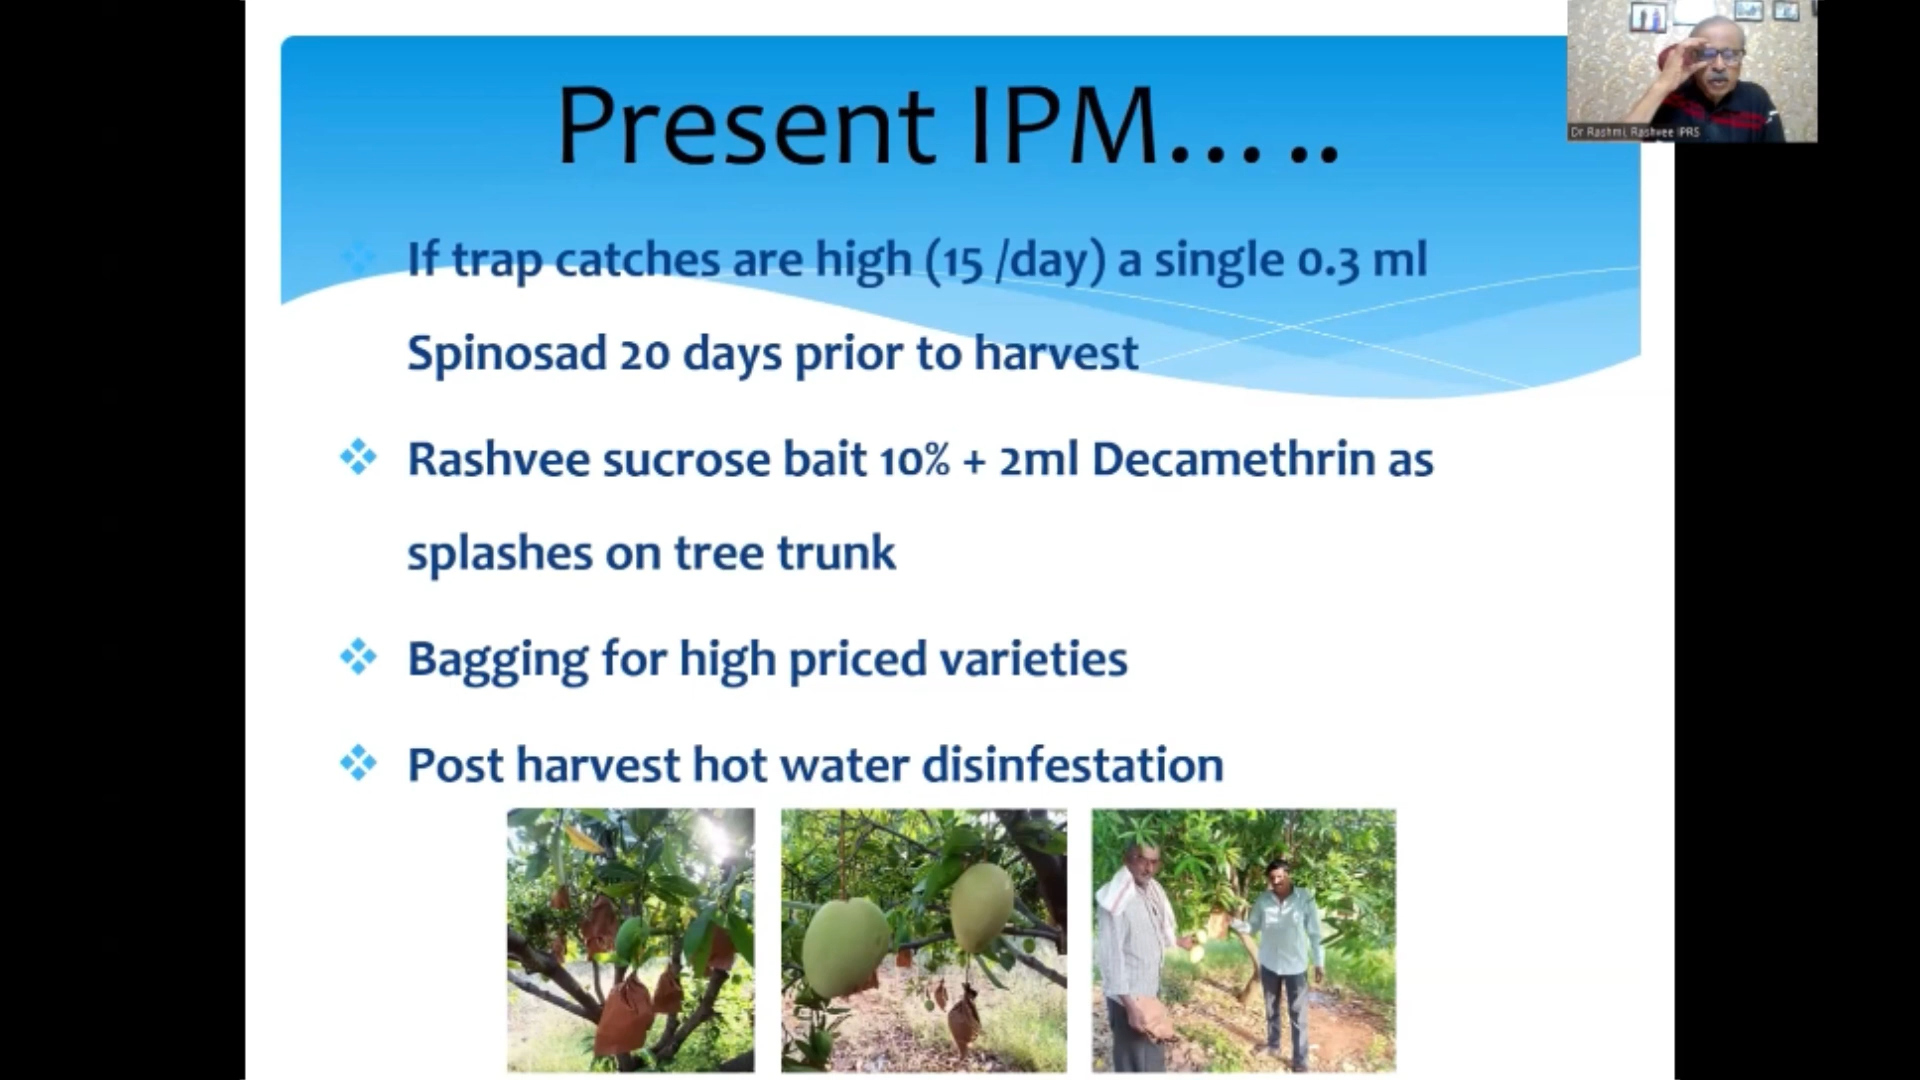 Present IPM.....
Dr Rashmi, Rashvee IPRS
If trap catches are high (15 /day) a single 0.3 ml
Spinosad 20 days prior to harvest
Rashvee sucrose bait 10% + 2ml Decamethrin as
splashes on tree trunk
Bagging for high priced varieties
Post harvest hot water disinfestation